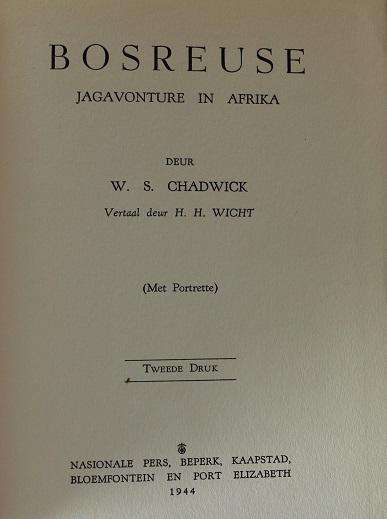 BOSREUSE
JAGAVONTURE IN AFRIKA
DEUR
W. S. CHADWICK
Vertaal deur H. H. WICHT
(Met Portrette)
TWEEDE DRUK
NASIONALE PERS, BEPERK, KAAPSTAD,
BLOEMFONTEIN EN PORT ELIZABETH
1944